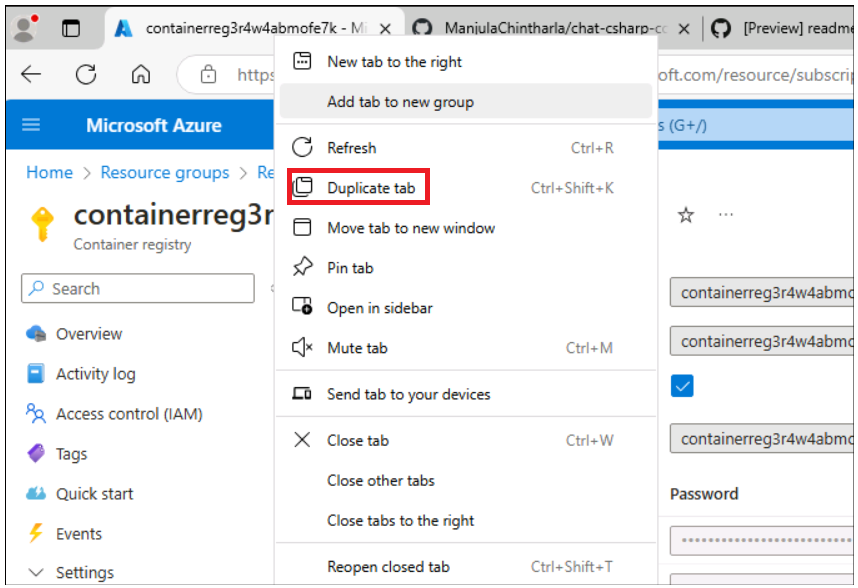 containerreg3r4w4abmofe7k - Mi
ManjulaChintharla/chat-csharp-cc
[Preview] readme
https
oft.com/resource/subscrip
Microsoft Azure
s (G+/)
Home > Resource groups > Re
containerreg3r
Container registry
Search
Overview
Activity log
Access control (IAM)
Tags
Quick start
Events
Settings
New tab to the right
Add tab to new group
Refresh Ctrl+R
Duplicate tab Ctrl+Shift+K
Move tab to new window
Pin tab
Open in sidebar
Mute tab Ctrl+M
Send tab to your devices
Close tab Ctrl+W
Close other tabs
Close tabs to the right
Reopen closed tab Ctrl+Shift+T
containerreg3r4w4abmo
containerreg3r4w4abmo
containerreg3r4w4abmo
Password